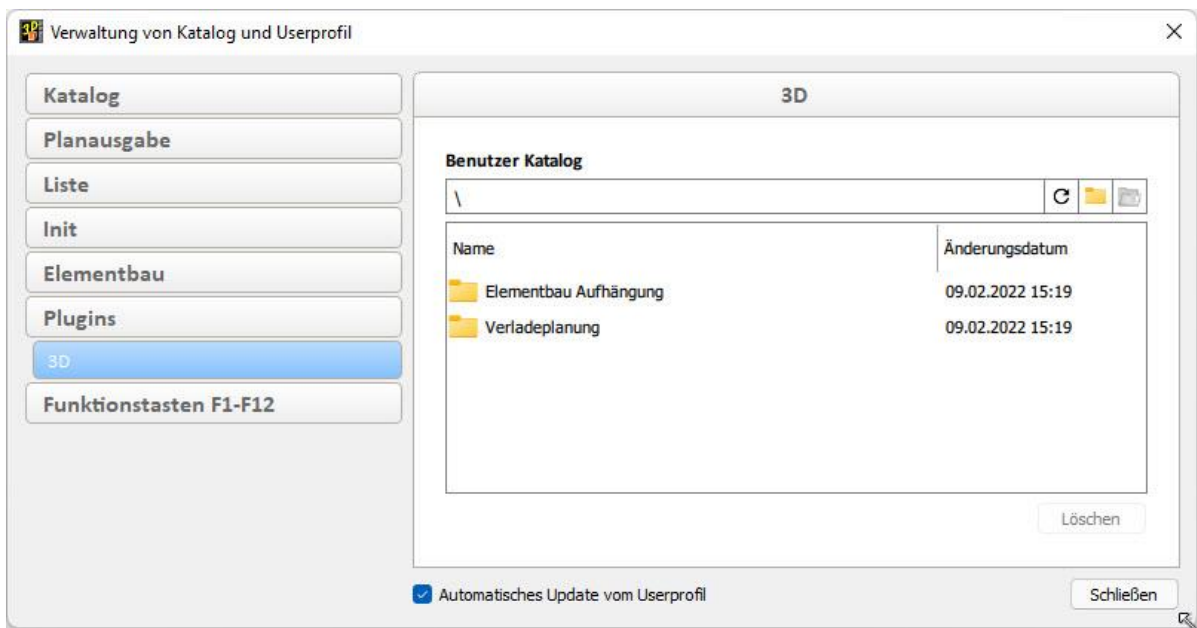 Verwaltung von Katalog und Userprofil
Katalog
Planausgabe
Liste
Init
Elementbau
Plugins
3D
Funktionstasten F1-F12
3D
Benutzer Katalog
\
Name Änderungsdatum
Elementbau Aufhängung 09.02.2022 15:19
Verladeplanung 09.02.2022 15:19
Löschen
Automatisches Update vom Userprofil
Schließen